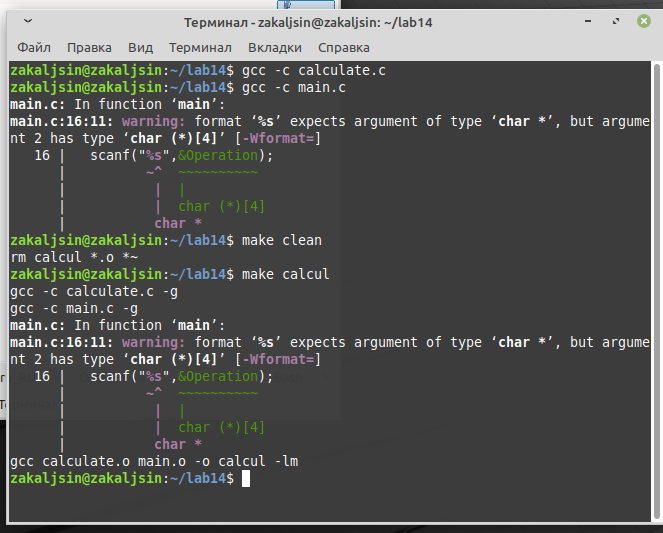 Терминал - zakaljsin@zakaljsin: ~/lab14
Файл Правка Вид Терминал Вкладки Справка
zakaljsin@zakaljsin:~/lab14$ gcc -c calculate.c
zakaljsin@zakaljsin:~/lab14$ gcc -c main.c
main.c: In function ‘main’:
main.c:16:11: warning: format ‘%s’ expects argument of type ‘char *’, but argume
nt 2 has type ‘char (*)[4]’ [-Wformat=]
   16 |   scanf("%s",&Operation);
      |          ~^  ~~~~~~~~~~
      |           |  |
      |           |  char (*)[4]
      |           char *
zakaljsin@zakaljsin:~/lab14$ make clean
rm calcul *.o *~
zakaljsin@zakaljsin:~/lab14$ make calcul
gcc -c calculate.c -g
gcc -c main.c -g
main.c: In function ‘main’:
main.c:16:11: warning: format ‘%s’ expects argument of type ‘char *’, but argume
nt 2 has type ‘char (*)[4]’ [-Wformat=]
   16 |   scanf("%s",&Operation);
      |          ~^  ~~~~~~~~~~
      |           |  |
      |           |  char (*)[4]
      |           char *
gcc calculate.o main.o -o calcul -lm
zakaljsin@zakaljsin:~/lab14$